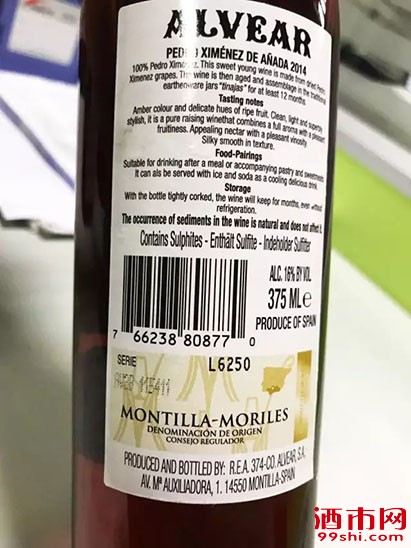 ALVEAR
PEDRO XIMÉNEZ DE AÑADA 2014
100% Pedro Ximénez. This sweet young wine is made from dried Pedro
Ximenez grapes. The wine is then aged and assemblage in the traditional
earthenware jars "tinajas" for at least 12 months
Tasting notes
Amber colour and delicate hues of ripe fruit. Clean, light and superbly
stylish, it is a pure raising winethat combines a full aroma with a pleasant
fruitiness. Appealing nectar with a pleasant vinosity
Silky smooth in texture.
Food-Pairings
Suitable for drinking after a meal or accompanying pastry and sweetmeats
It can als be served with ice and soda as a cooling delicious drink
Storage
With the bottle tightly corked, the wine will keep for months, even without
refrigeration.
The occurrence of sediments in the wine is natural and does not affect it
Contains Sulphites - Enthält Sulfite - Indeholder Sulfitter
ALC. 16% BY VOL
375 ML e
PRODUCE OF SPAIN
7 66238 80877 0
SERIE
L6250
MONTILLA-MORILES
DENOMINACIÓN DE ORIGEN
CONSEJO REGULADOR
PRODUCED AND BOTTLED BY: R.E.A. 374-CO. ALVEAR, S.A.
AV. Mª AUXILIADORA, 1. 14550 MONTILLA-SPAIN
酒市网
99shi.com